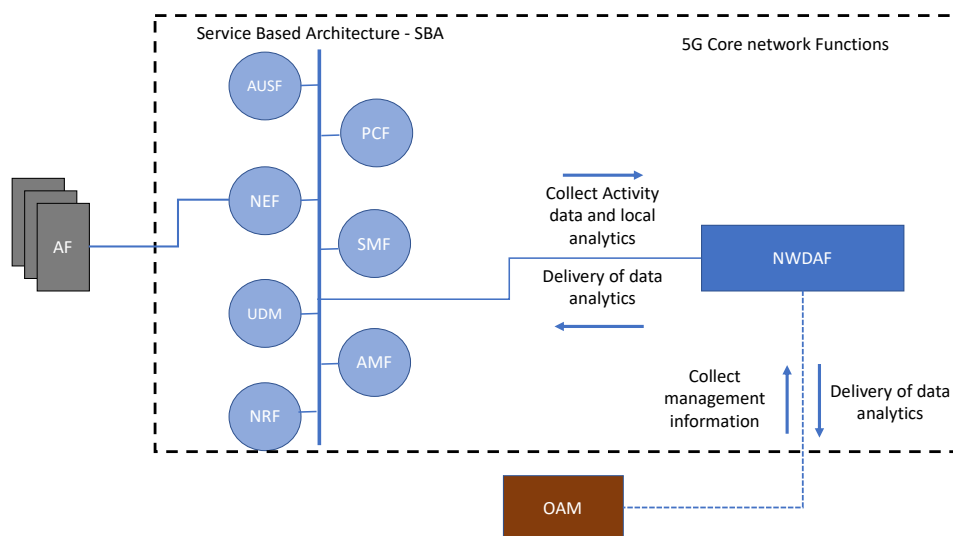 Service Based Architecture - SBA
5G Core network Functions
AUSF
PCF
NEF
Collect Activity
data and local
analytics
AF
SMF
NWDAF
Delivery of data
analytics
UDM
AMF
Collect
management
information
Delivery of data
analytics
NRF
OAM